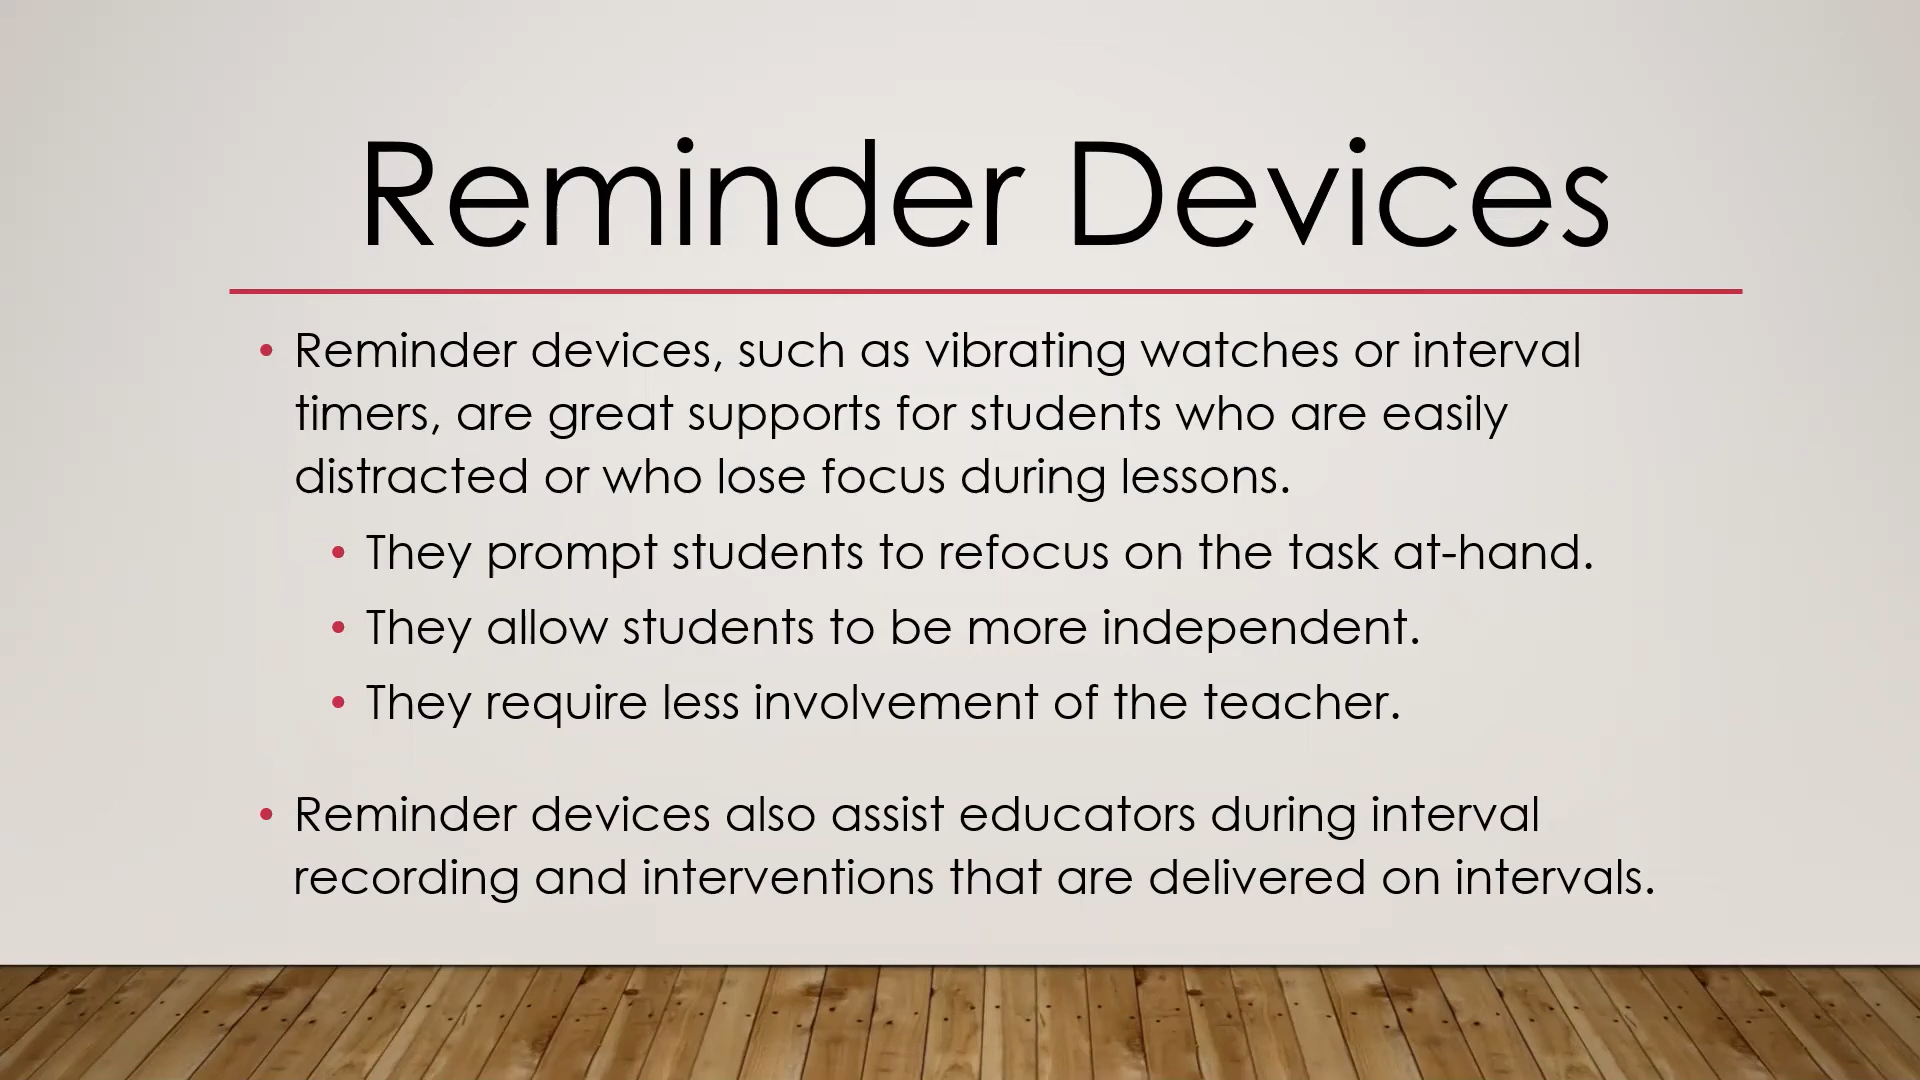 Reminder Devices
• Reminder devices, such as vibrating watches or interval
timers, are great supports for students who are easily
distracted or who lose focus during lessons.
• They prompt students to refocus on the task at-hand.
• They allow students to be more independent.
• They require less involvement of the teacher.
• Reminder devices also assist educators during interval
recording and interventions that are delivered on intervals.